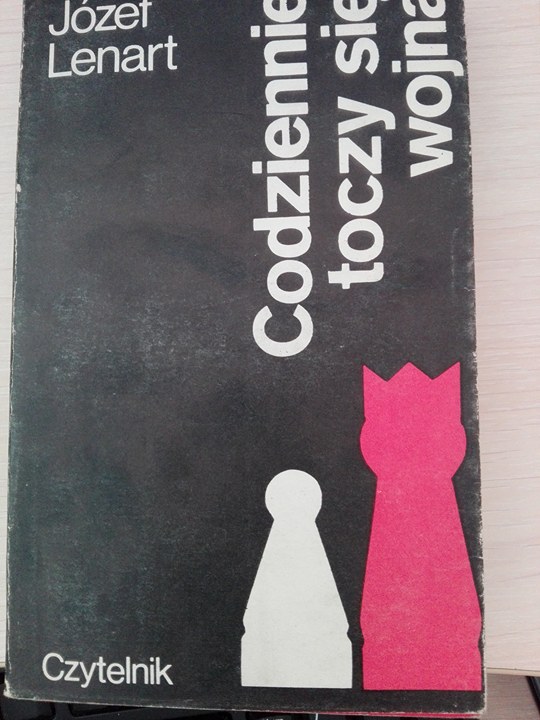 Józef
Lenart
Codziennie
toczy się
wojna
Czytelnik